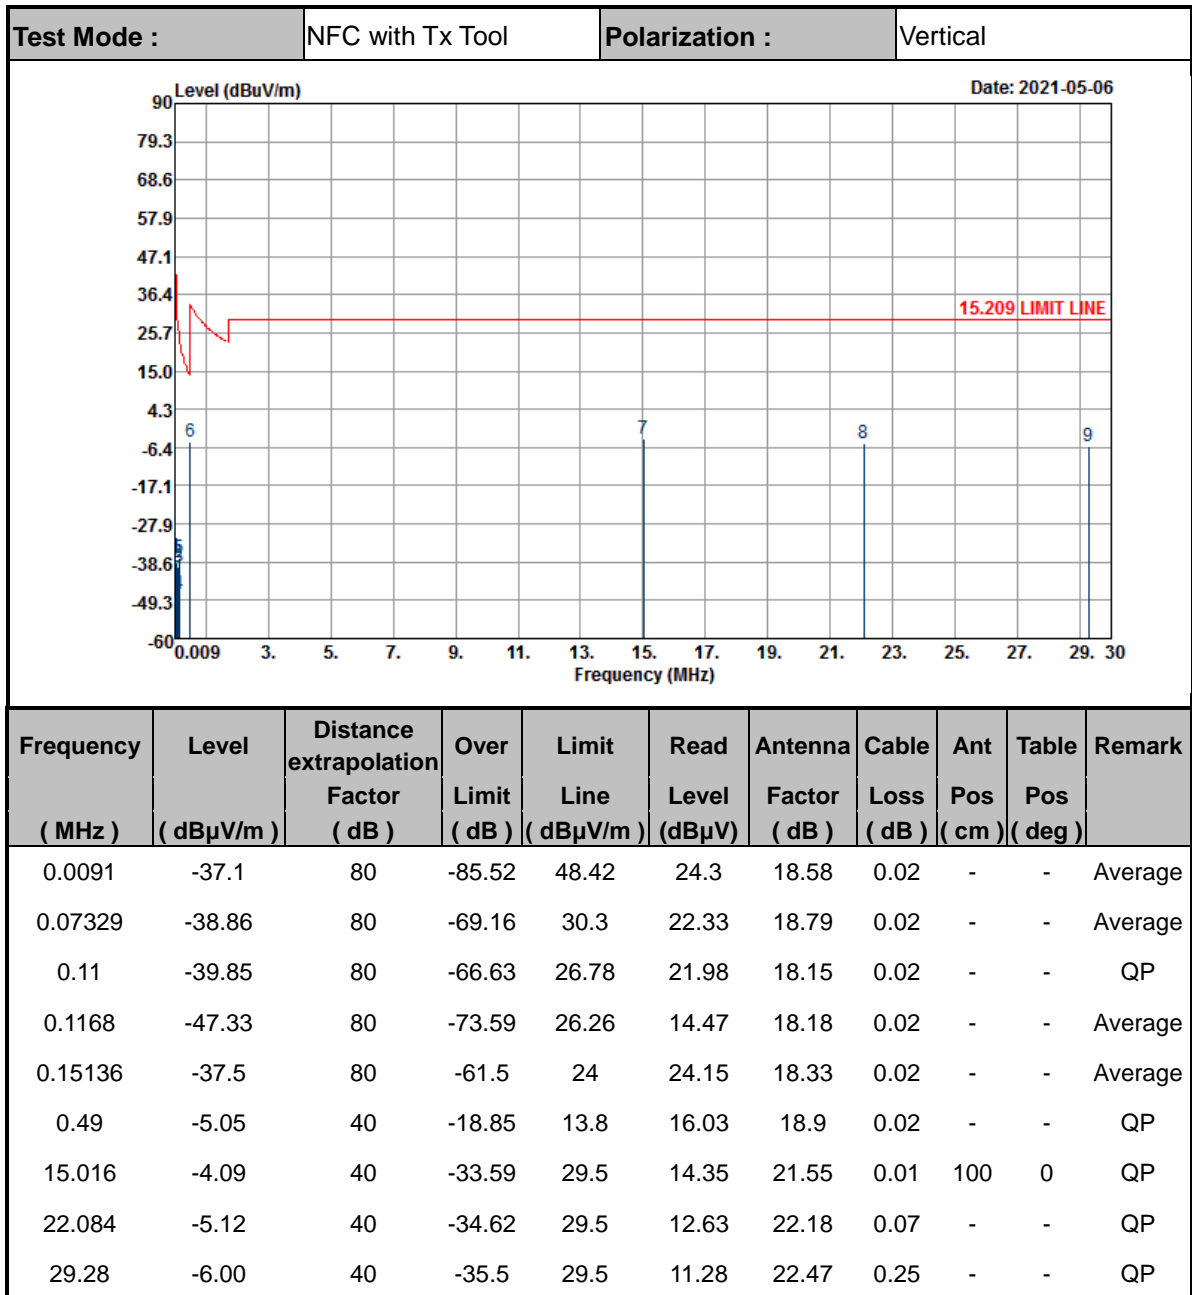 Test Mode : NFC with Tx Tool Polarization : Vertical
Level (dBuV/m) Date: 2021-05-06
90
79.3
68.6
57.9
47.1
36.4
15.209 LIMIT LINE
25.7
15.0
4.3
6 7 8 9
-6.4
-17.1
-27.9
5
-38.6
-49.3
-60
0.009 3. 5. 7. 9. 11. 13. 15. 17. 19. 21. 23. 25. 27. 29. 30
Frequency (MHz)
Frequency Level Distance extrapolation Over Limit Read Antenna Cable Ant Table Remark
Factor Limit Line Level Factor Loss Pos Pos
( MHz ) ( dBµV/m ) ( dB ) ( dB ) ( dBµV/m ) (dBµV) ( dB ) ( dB ) ( cm ) ( deg )
0.0091 -37.1 80 -85.52 48.42 24.3 18.58 0.02 - - Average
0.07329 -38.86 80 -69.16 30.3 22.33 18.79 0.02 - - Average
0.11 -39.85 80 -66.63 26.78 21.98 18.15 0.02 - - QP
0.1168 -47.33 80 -73.59 26.26 14.47 18.18 0.02 - - Average
0.15136 -37.5 80 -61.5 24 24.15 18.33 0.02 - - Average
0.49 -5.05 40 -18.85 13.8 16.03 18.9 0.02 - - QP
15.016 -4.09 40 -33.59 29.5 14.35 21.55 0.01 100 0 QP
22.084 -5.12 40 -34.62 29.5 12.63 22.18 0.07 - - QP
29.28 -6.00 40 -35.5 29.5 11.28 22.47 0.25 - - QP